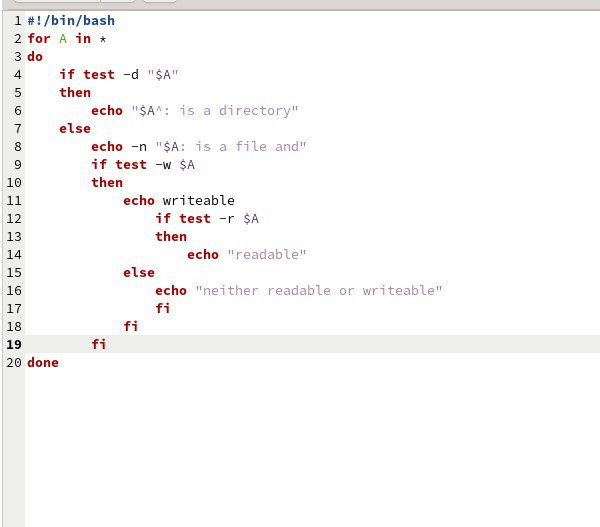 1 #!/bin/bash
2 for A in *
3 do
4     if test -d "$A"
5     then
6         echo "$A^: is a directory"
7     else
8         echo -n "$A: is a file and"
9         if test -w $A
10         then
11             echo writeable
12                 if test -r $A
13                 then
14                     echo "readable"
15             else
16                 echo "neither readable or writeable"
17                 fi
18             fi
19         fi
20 done